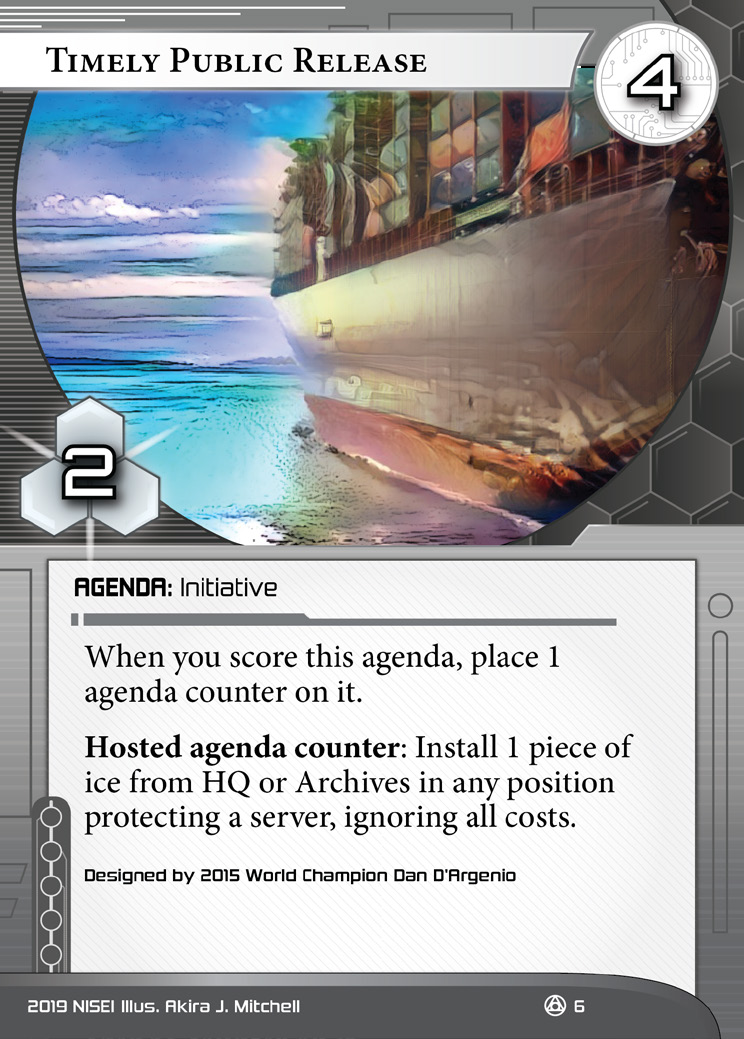 Timely Public Release
4
2
AGENDA: Initiative
When you score this agenda, place 1
agenda counter on it.
Hosted agenda counter: Install 1 piece of
ice from HQ or Archives in any position
protecting a server, ignoring all costs.
Designed by 2015 World Champion Dan D'Argenio
2019 NISEI Illus. Akira J. Mitchell
6